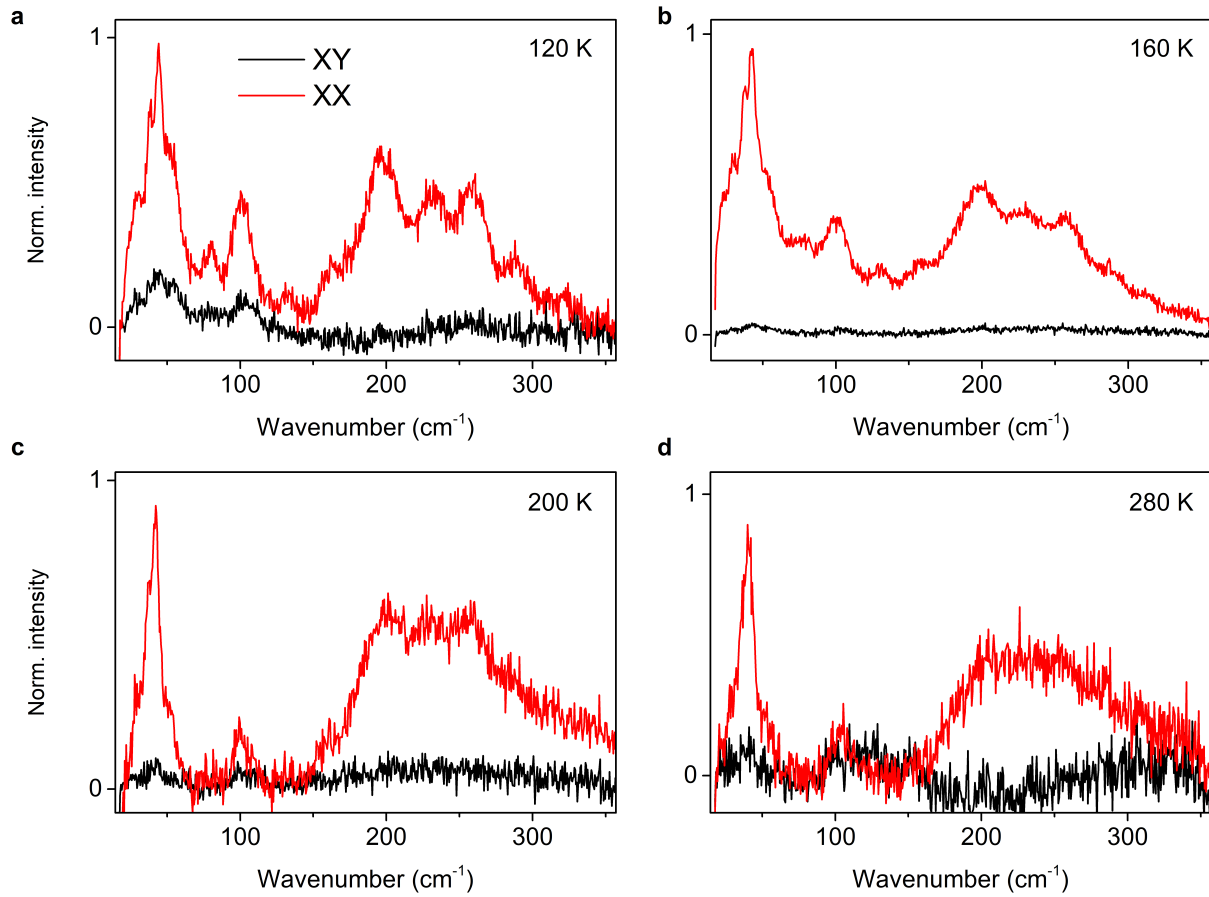 a
1
0
Norm. intensity
XY
XX
120 K
100
200
300
Wavenumber (cm⁻¹)
b
1
0
160 K
100
200
300
Wavenumber (cm⁻¹)
c
1
0
Norm. intensity
200 K
100
200
300
Wavenumber (cm⁻¹)
d
1
0
280 K
100
200
300
Wavenumber (cm⁻¹)